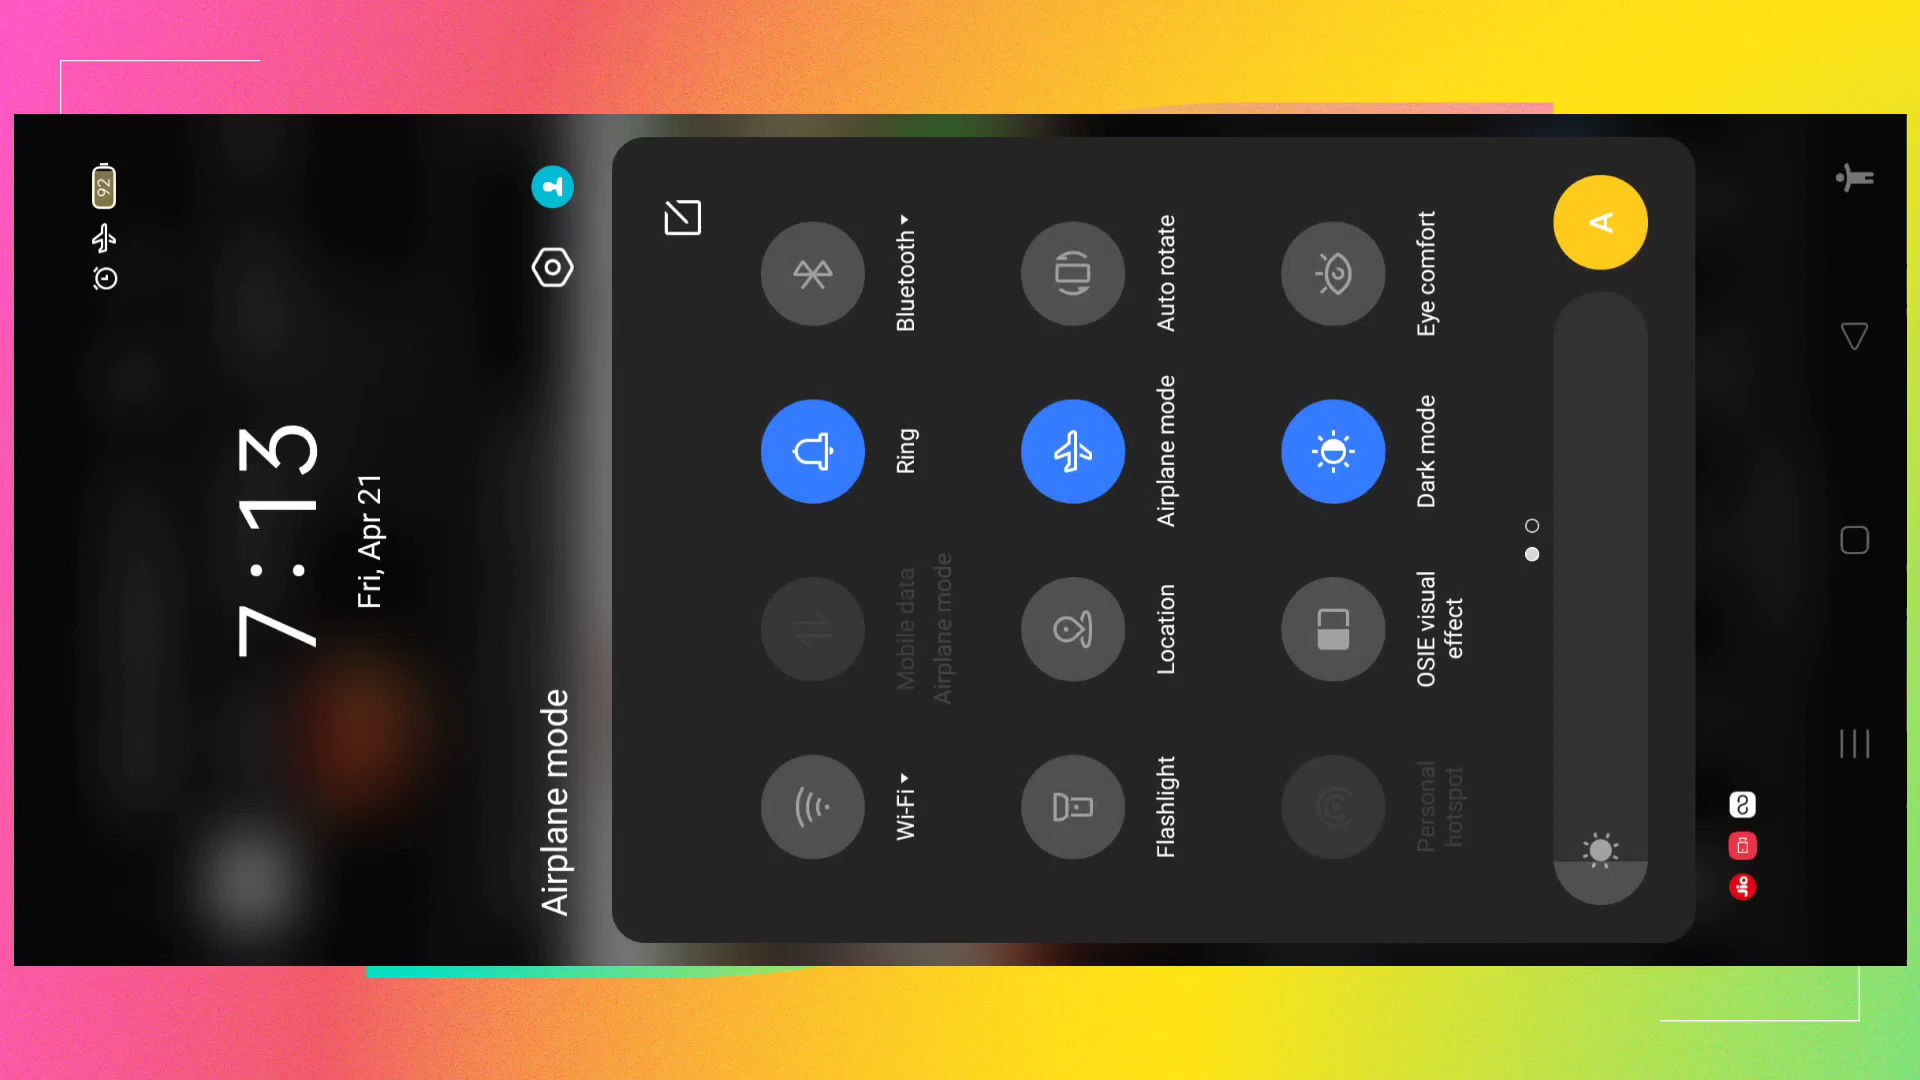 92
7:13
Fri, Apr 21
Airplane mode
Wi-Fi
Mobile data
Airplane mode
Ring
Bluetooth
Flashlight
Location
Airplane mode
Auto rotate
Personal
hotspot
OSIE visual
effect
Dark mode
Eye comfort
A
Jio